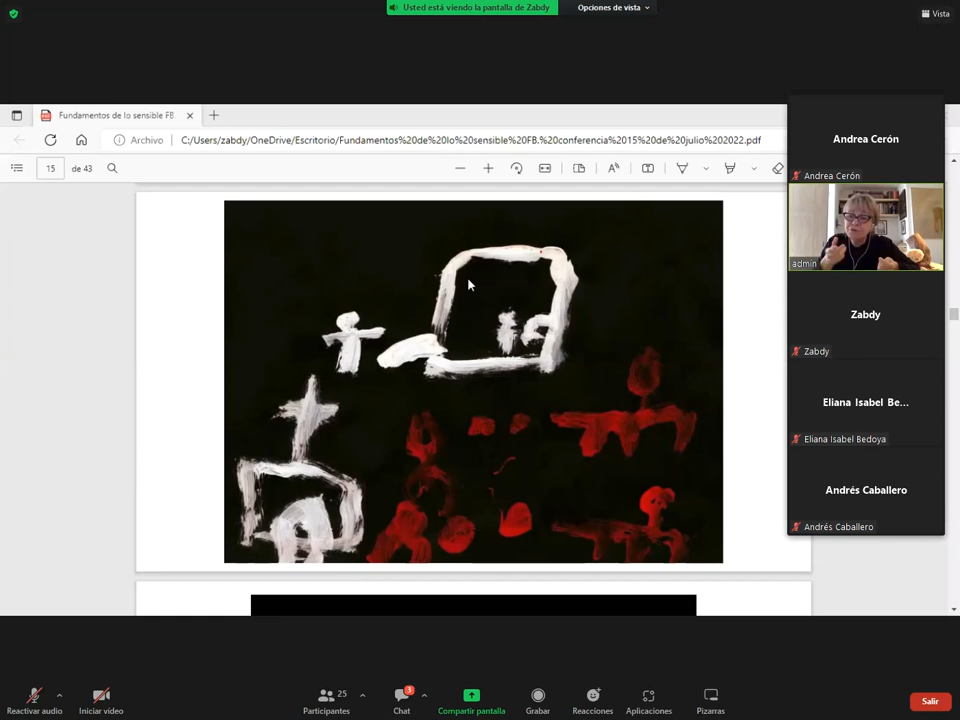 Usted está viendo la pantalla de Zabdy
Opciones de vista
Vista
Fundamentos de lo sensible FB.
Archivo
C:/Users/zabdy/OneDrive/Escritorio/Fundamentos%20de%20lo%20sensible%20FB.%20conferencia%2015%20de%20julio%202022.pdf
15
de 43
Andrea Cerón
Andrea Cerón
admin
Zabdy
Zabdy
Eliana Isabel Be...
Eliana Isabel Bedoya
Andrés Caballero
Andrés Caballero
25
3
Reactivar audio
Iniciar video
Participantes
Chat
Compartir pantalla
Grabar
Reacciones
Aplicaciones
Pizarras
Salir